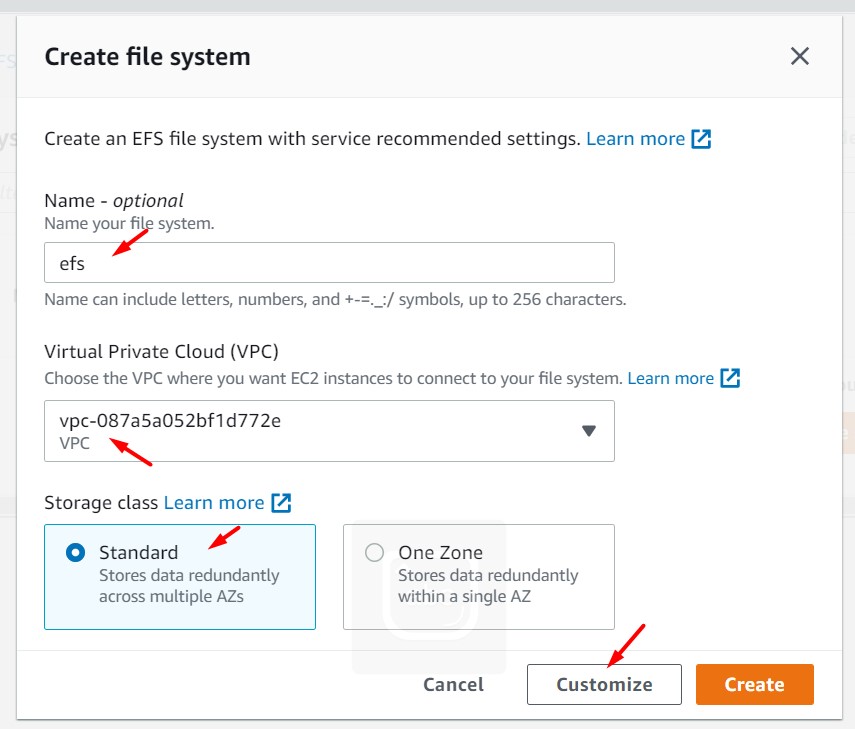 Create file system
Create an EFS file system with service recommended settings. Learn more
Name - optional
Name your file system.
efs
Name can include letters, numbers, and +-=._:/ symbols, up to 256 characters.
Virtual Private Cloud (VPC)
Choose the VPC where you want EC2 instances to connect to your file system. Learn more
vpc-087a5a052bf1d772e
VPC
Storage class Learn more
Standard
Stores data redundantly
across multiple AZs
One Zone
Stores data redundantly
within a single AZ
Cancel
Customize
Create